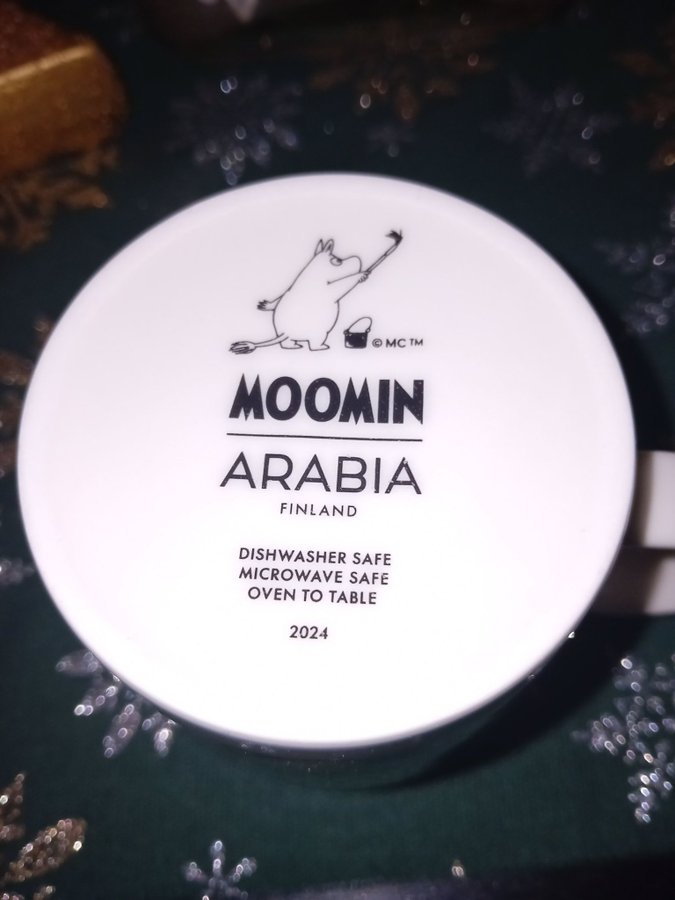 © MC ™
MOOMIN
ARABIA
FINLAND
DISHWASHER SAFE
MICROWAVE SAFE
OVEN TO TABLE
2024